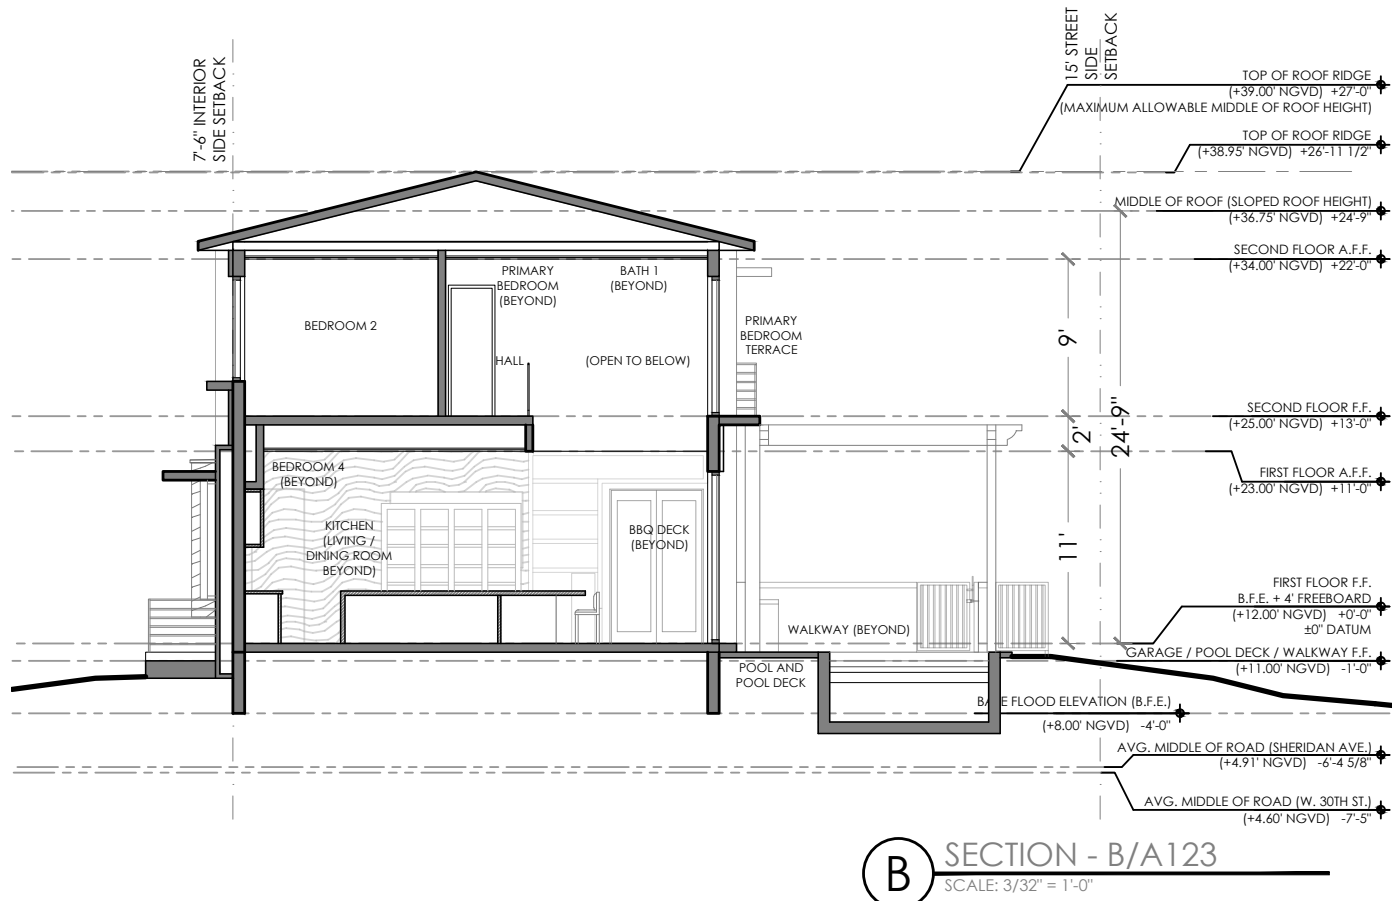 7'-6" INTERIOR
SIDE SETBACK
15' STREET
SIDE
SETBACK
TOP OF ROOF RIDGE
(+39.00' NGVD) +27'-0"
(MAXIMUM ALLOWABLE MIDDLE OF ROOF HEIGHT)
TOP OF ROOF RIDGE
(+38.95' NGVD) +26'-11 1/2"
MIDDLE OF ROOF (SLOPED ROOF HEIGHT)
(+36.75' NGVD) +24'-9"
SECOND FLOOR A.F.F.
(+34.00' NGVD) +22'-0"
PRIMARY
BEDROOM
(BEYOND)
BATH 1
(BEYOND)
BEDROOM 2
PRIMARY
BEDROOM
TERRACE
HALL
(OPEN TO BELOW)
9'
24'-9"
2'
11'
SECOND FLOOR F.F.
(+25.00' NGVD) +13'-0"
FIRST FLOOR A.F.F.
(+23.00' NGVD) +11'-0"
BEDROOM 4
(BEYOND)
KITCHEN
(LIVING /
DINING ROOM
BEYOND)
BBQ DECK
(BEYOND)
FIRST FLOOR F.F.
B.F.E. + 4' FREEBOARD
(+12.00' NGVD) +0'-0"
±0" DATUM
WALKWAY (BEYOND)
GARAGE / POOL DECK / WALKWAY F.F.
(+11.00' NGVD) -1'-0"
POOL AND
POOL DECK
BASE FLOOD ELEVATION (B.F.E.)
(+8.00' NGVD) -4'-0"
AVG. MIDDLE OF ROAD (SHERIDAN AVE.)
(+4.91' NGVD) -6'-4 5/8"
AVG. MIDDLE OF ROAD (W. 30TH ST.)
(+4.60' NGVD) -7'-5"
B
SECTION - B/A123
SCALE: 3/32" = 1'-0"